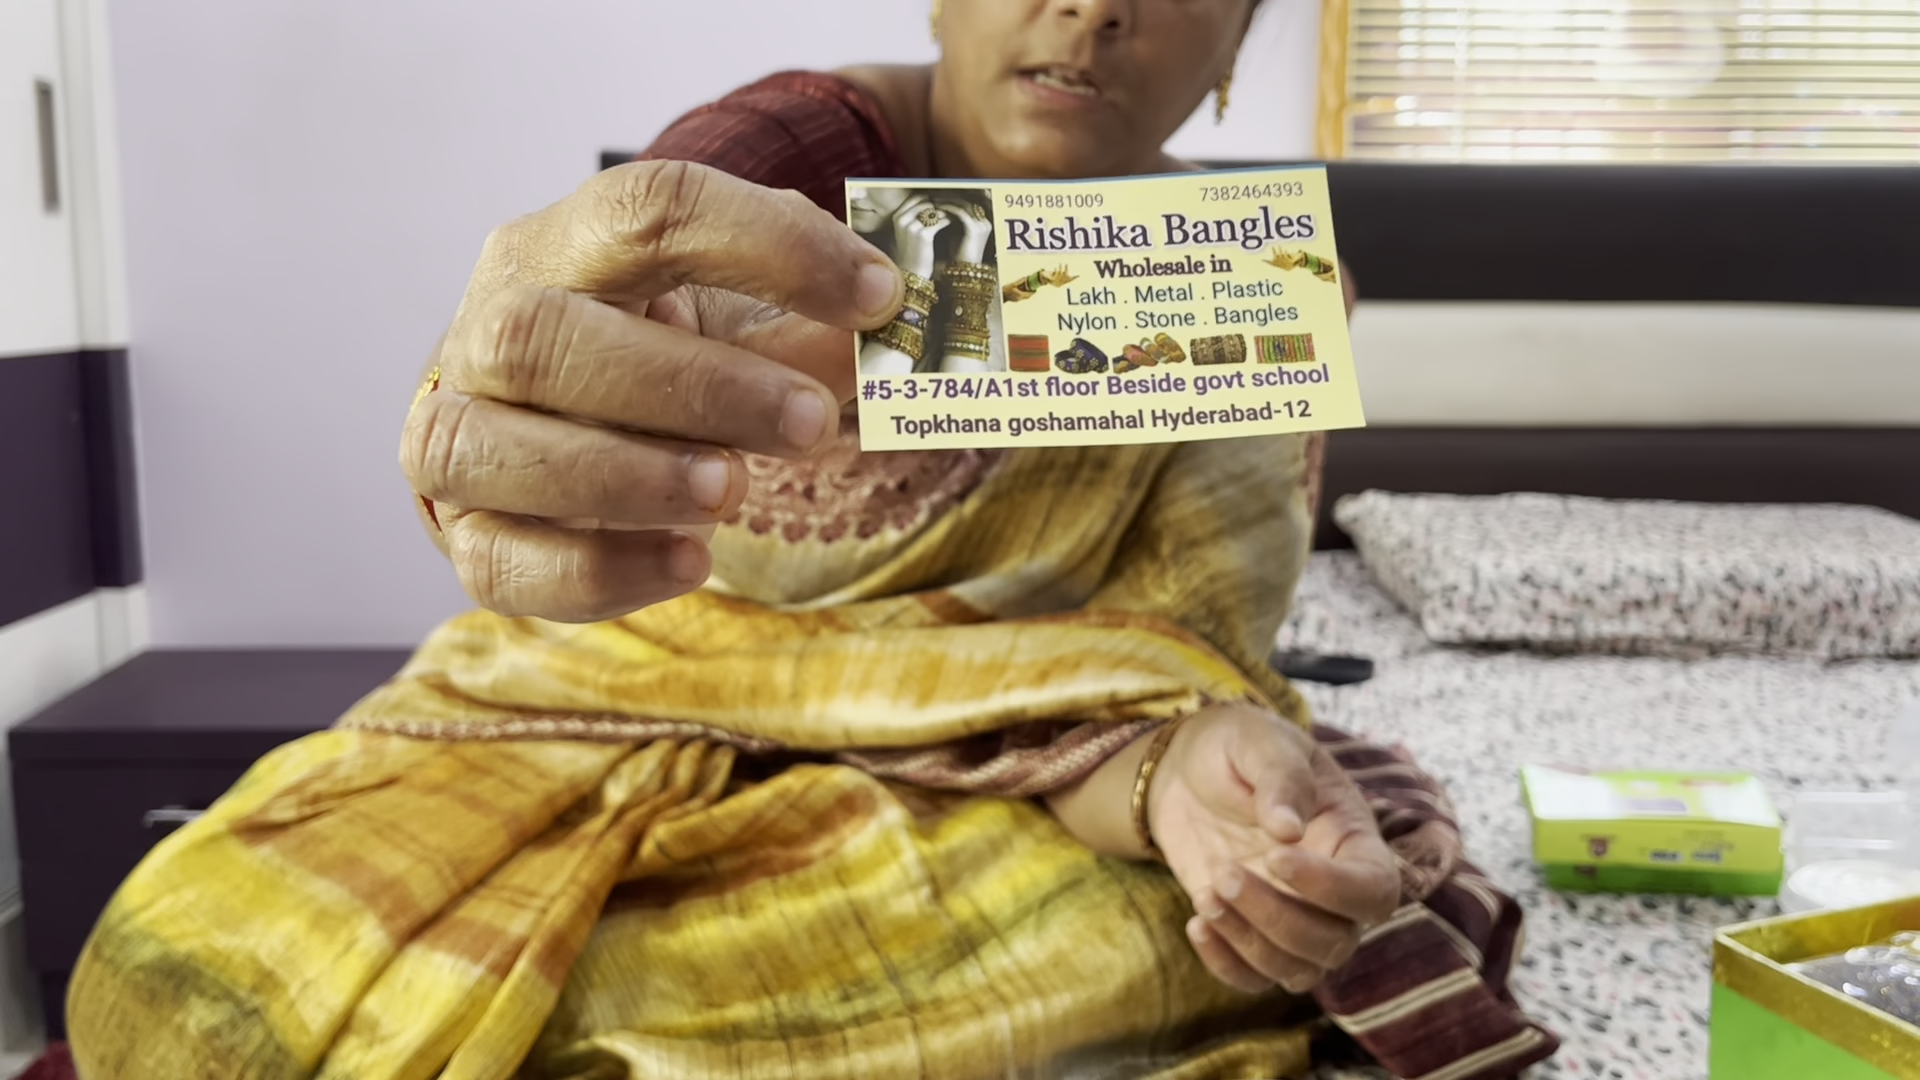 9491881009 7382464393
Rishika Bangles
Wholesale in
Lakh . Metal . Plastic
Nylon . Stone . Bangles
#5-3-784/A1st floor Beside govt school
Topkhana goshamahal Hyderabad-12